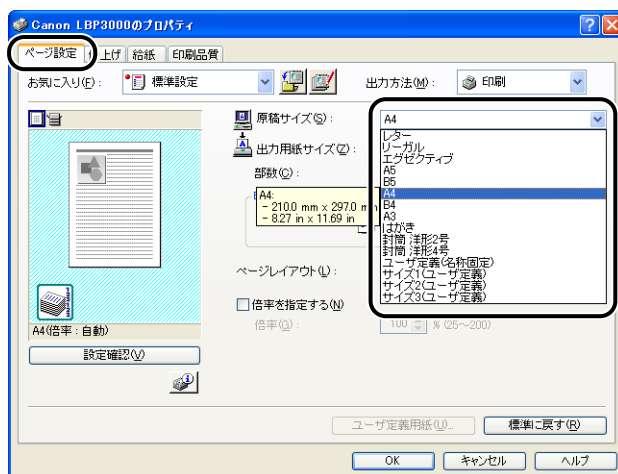 Canon LBP3000のプロパティ
ページ設定 上げ 給紙 印刷品質
お気に入り(F): 標準設定 出力方法(M): 印刷
原稿サイズ(S): A4
出力用紙サイズ(Z):
部数(C):
レター
リーガル
エグゼクティブ
A5
B5
A4
B4
A3
はがき
封筒 洋形2号
封筒 洋形4号
ユーザ定義(名称固定)
サイズ1(ユーザ定義)
サイズ2(ユーザ定義)
サイズ3(ユーザ定義)
A4:
- 210.0 mm x 297.0 m
- 8.27 in x 11.69 in
ページレイアウト(L):
倍率を指定する(N)
倍率(G): 100 % (25～200)
A4(倍率:自動)
設定確認(V)
ユーザ定義用紙(U)... 標準に戻す(R)
OK キャンセル ヘルプ